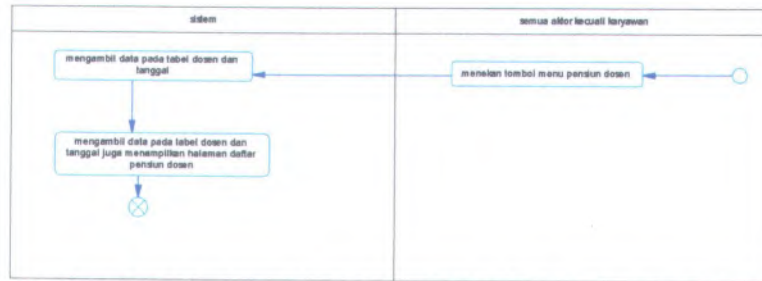 sistem
semua aktor kecuali karyawan
mengambil data pada tabel dosen dan
tanggal
menekan tombol menu pensiun dosen
mengambil data pada tabel dosen dan
tanggal juga menampilkan halaman daftar
pensiun dosen